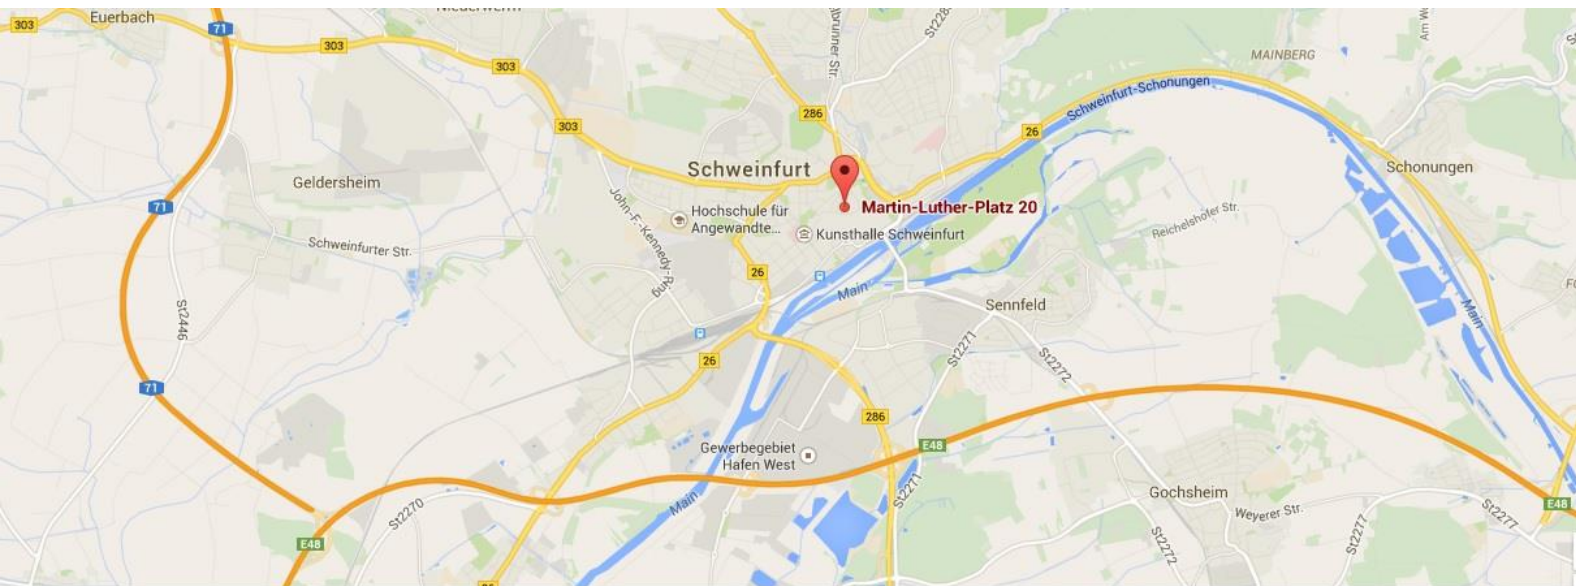 303
Euerbach
71
Niederwerrn
303
303
303
71
Geldersheim
Schweinfurter Str.
St2446
71
E48
St2270
John-F.-Kennedy-Ring
Schweinfurt
Hochschule für
Angewandte...
286
Martin-Luther-Platz 20
Kunsthalle Schweinfurt
26
26
Main
Gewerbegebiet
Hafen West
Main
286
E48
St2271
St2271
St2272
Sennfeld
26
Schweinfurt-Schonungen
MAINBERG
Schonungen
Reichelshofer Str.
Main
Gochsheim
Weyerer Str.
St2272
St2277
St2277
E48